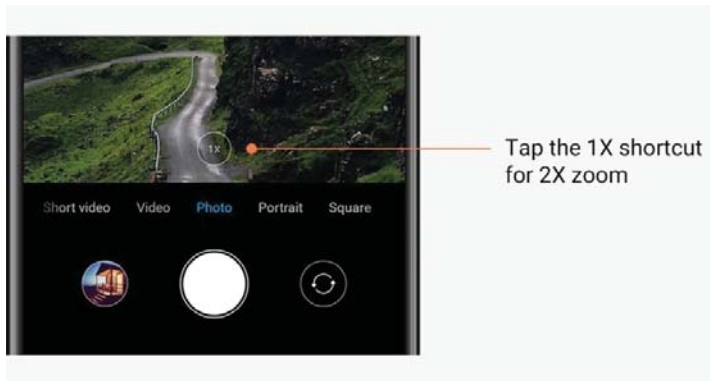 1X
Tap the 1X shortcut
for 2X zoom
Short video Video Photo Portrait Square